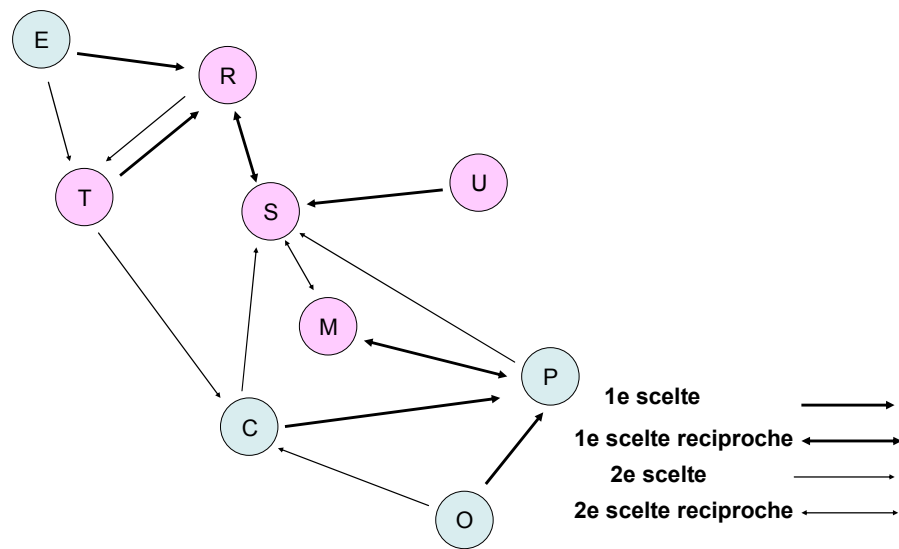 E
R
U
T
S
M
P
1e scelte
1e scelte reciproche
C
2e scelte
2e scelte reciproche
O